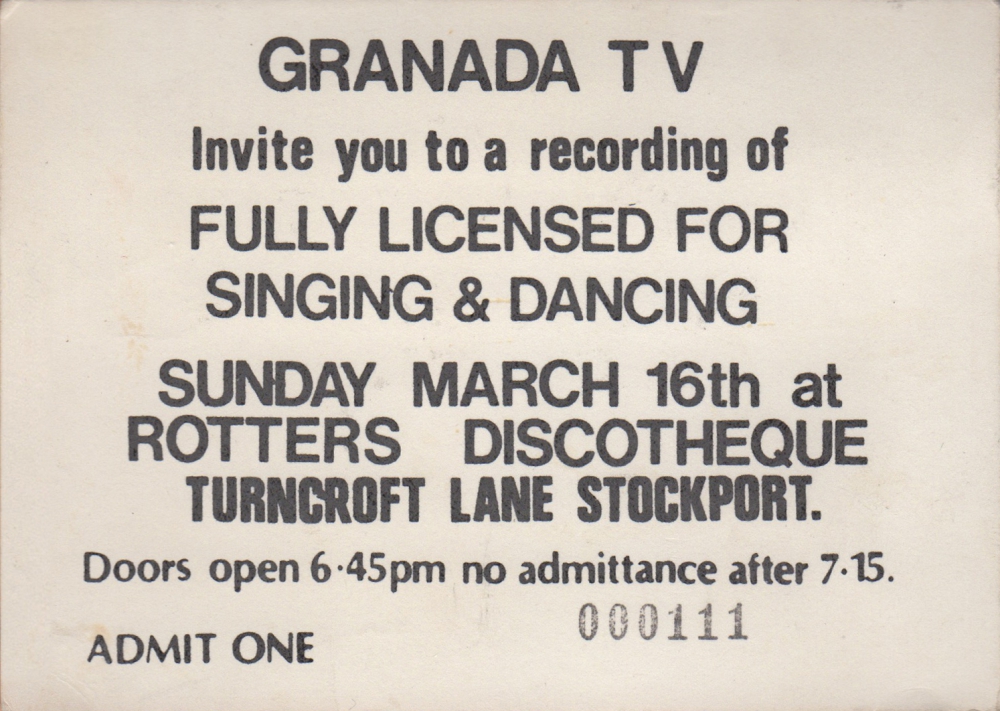 GRANADA TV
Invite you to a recording of
FULLY LICENSED FOR
SINGING & DANCING
SUNDAY MARCH 16th at
ROTTERS DISCOTHEQUE
TURNCROFT LANE STOCKPORT.
Doors open 6·45pm no admittance after 7·15.
000111
ADMIT ONE